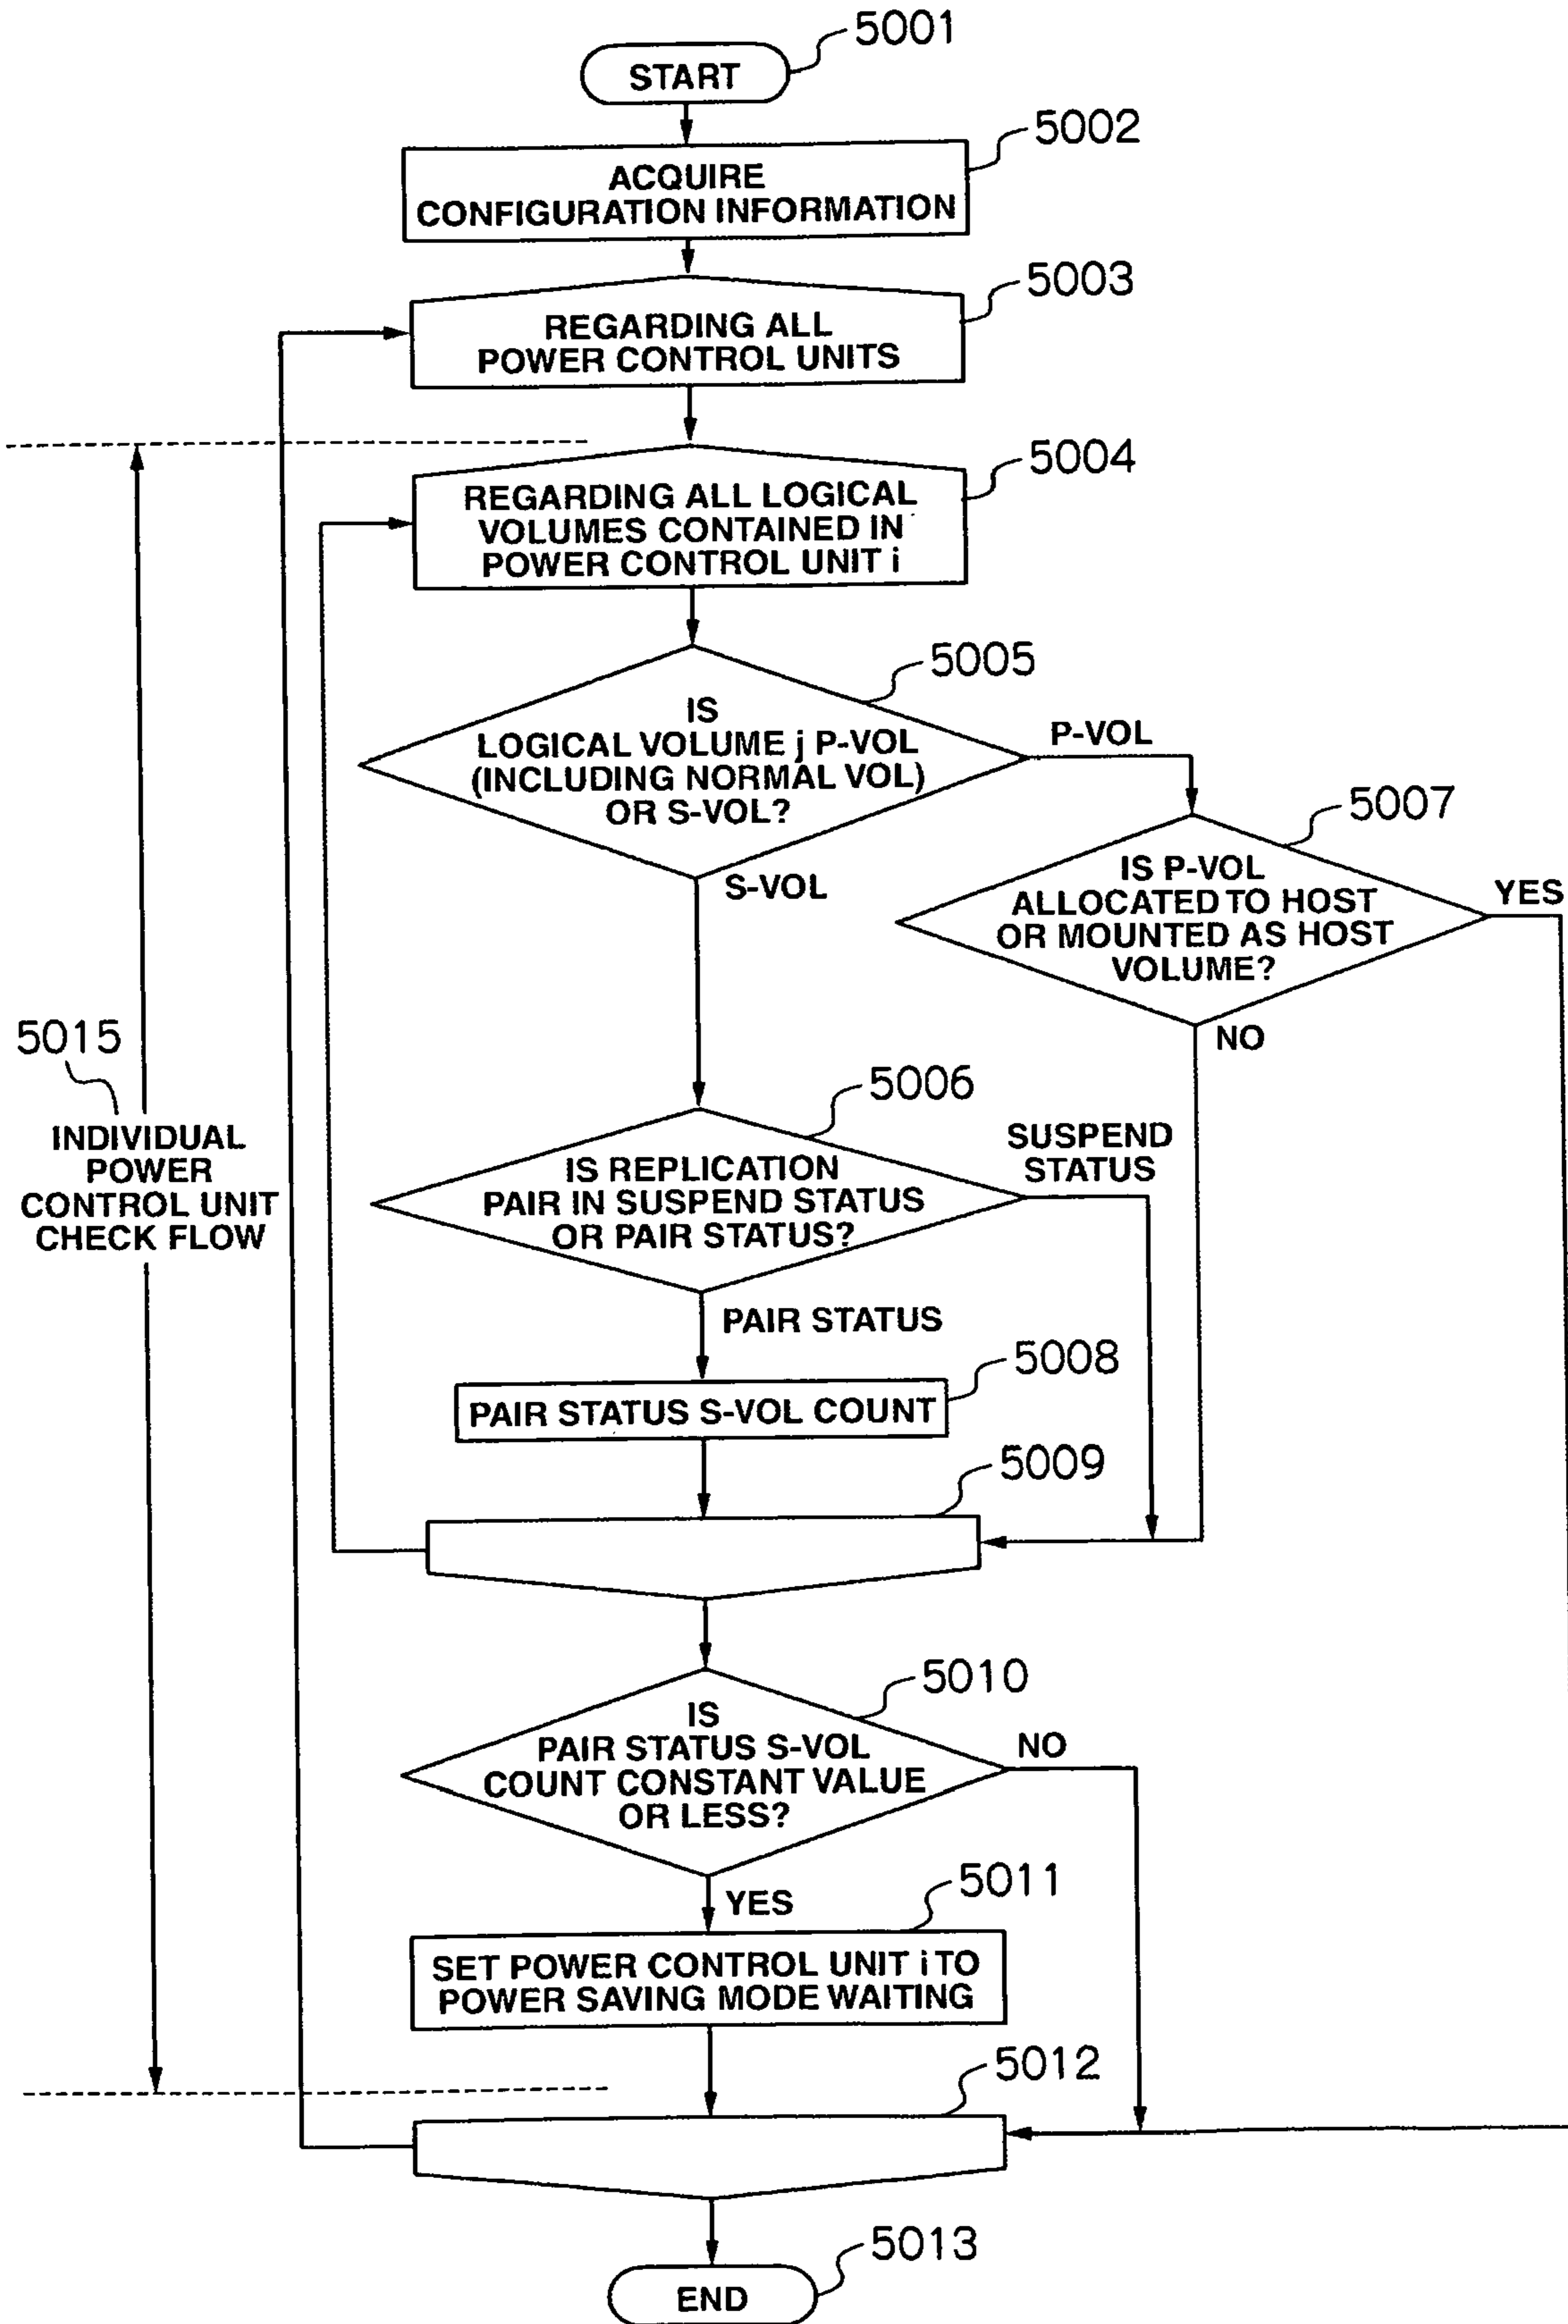 5001
START
5002
ACQUIRE
CONFIGURATION INFORMATION
5003
REGARDING ALL
POWER CONTROL UNITS
5004
REGARDING ALL LOGICAL
VOLUMES CONTAINED IN
POWER CONTROL UNIT i
5005
IS
LOGICAL VOLUME j P-VOL
(INCLUDING NORMAL VOL)
OR S-VOL?
P-VOL
S-VOL
5007
IS P-VOL
ALLOCATED TO HOST
OR MOUNTED AS HOST
VOLUME?
YES
NO
5015
INDIVIDUAL
POWER
CONTROL UNIT
CHECK FLOW
5006
IS REPLICATION
PAIR IN SUSPEND STATUS
OR PAIR STATUS?
SUSPEND
STATUS
PAIR STATUS
5008
PAIR STATUS S-VOL COUNT
5009
5010
IS
PAIR STATUS S-VOL
COUNT CONSTANT VALUE
OR LESS?
NO
YES
5011
SET POWER CONTROL UNIT i TO
POWER SAVING MODE WAITING
5012
5013
END